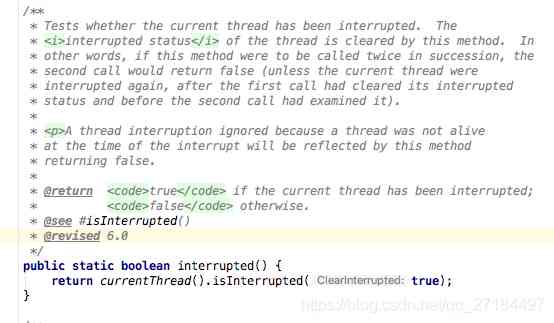 /**
* Tests whether the current thread has been interrupted.  The
* <i>interrupted status</i> of the thread is cleared by this method.  In
* other words, if this method were to be called twice in succession, the
* second call would return false (unless the current thread were
* interrupted again, after the first call had cleared its interrupted
* status and before the second call had examined it).
*
* <p>A thread interruption ignored because a thread was not alive
* at the time of the interrupt will be reflected by this method
* returning false.
*
* @return  <code>true</code> if the current thread has been interrupted;
*          <code>false</code> otherwise.
* @see #isInterrupted()
* @revised 6.0
*/
public static boolean interrupted() {
return currentThread().isInterrupted( ClearInterrupted: true);
}
https://blog.csdn.net/qq_27184497